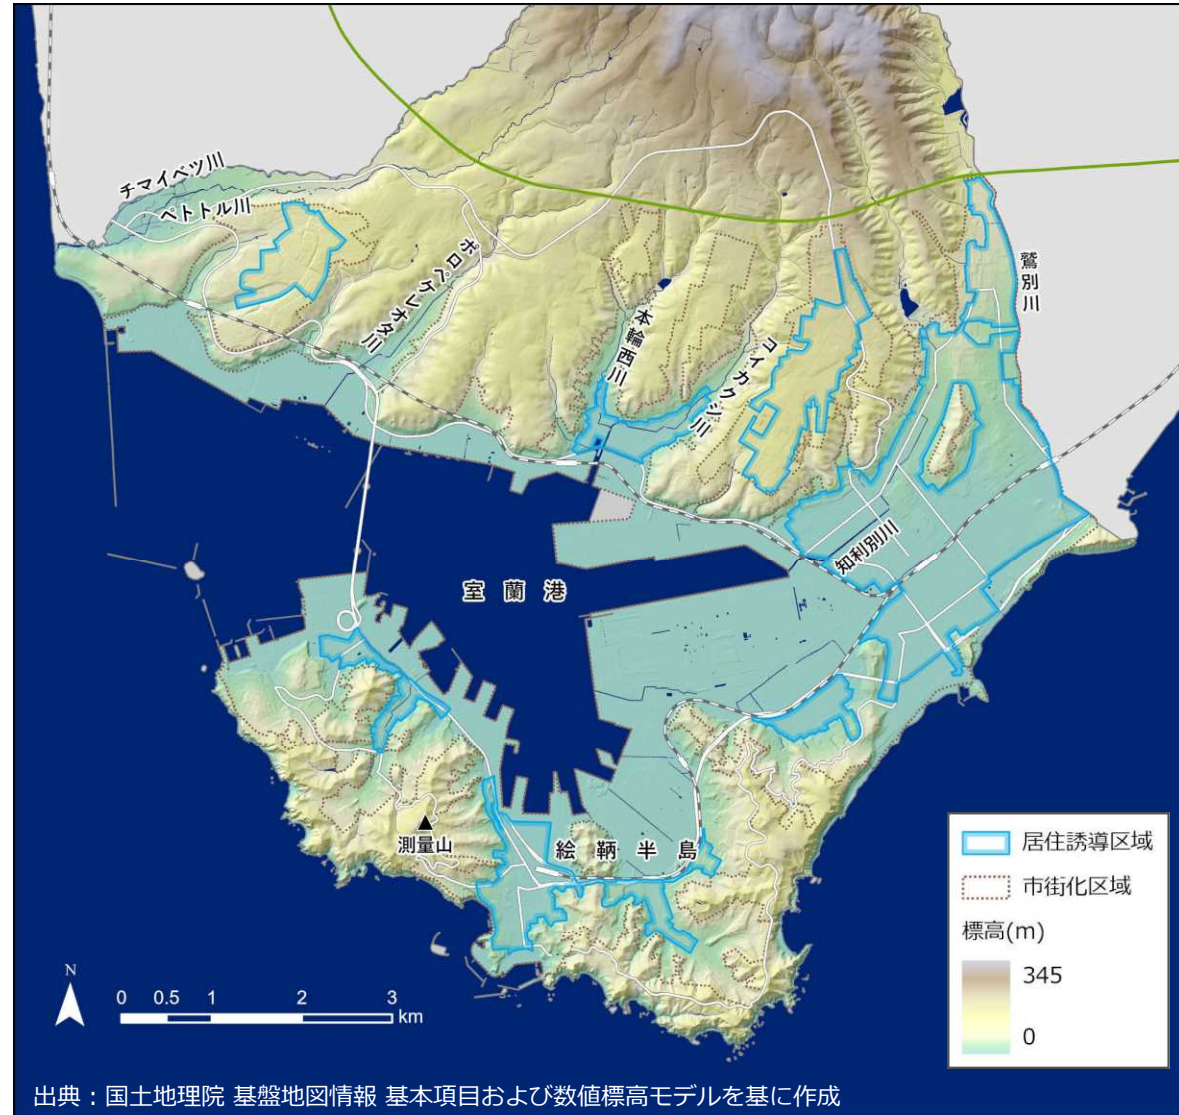 チマイベツ川
ペトトル川
ポロペケレオタ川
本輪西川
コイカクシ川
鷲別川
知利別川
室蘭港
測量山
絵鞆半島
居住誘導区域
市街化区域
標高(m)
345
0
N
0 0.5 1 2 3
km
出典：国土地理院 基盤地図情報 基本項目および数値標高モデルを基に作成